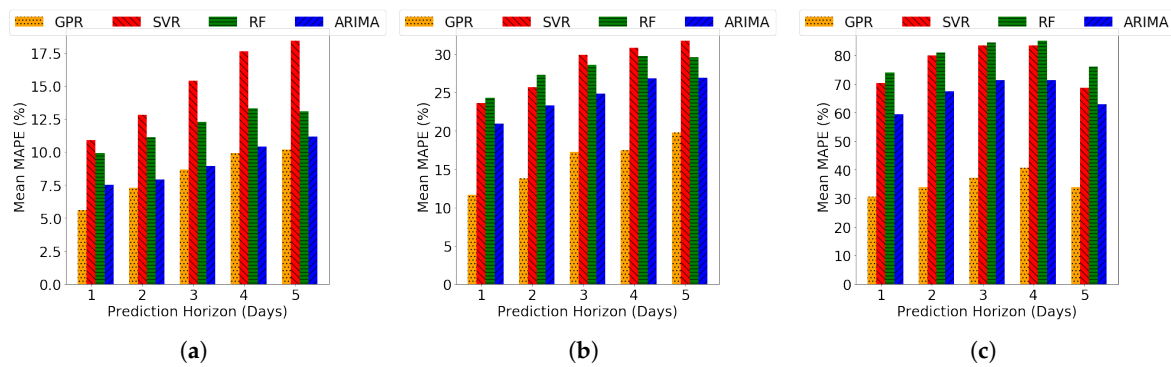 GPR SVR RF ARIMA
Mean MAPE (%)
17.5
15.0
12.5
10.0
7.5
5.0
2.5
0.0
1 2 3 4 5
Prediction Horizon (Days)
(a)
GPR SVR RF ARIMA
Mean MAPE (%)
30
25
20
15
10
5
0
1 2 3 4 5
Prediction Horizon (Days)
(b)
GPR SVR RF ARIMA
Mean MAPE (%)
80
70
60
50
40
30
20
10
0
1 2 3 4 5
Prediction Horizon (Days)
(c)